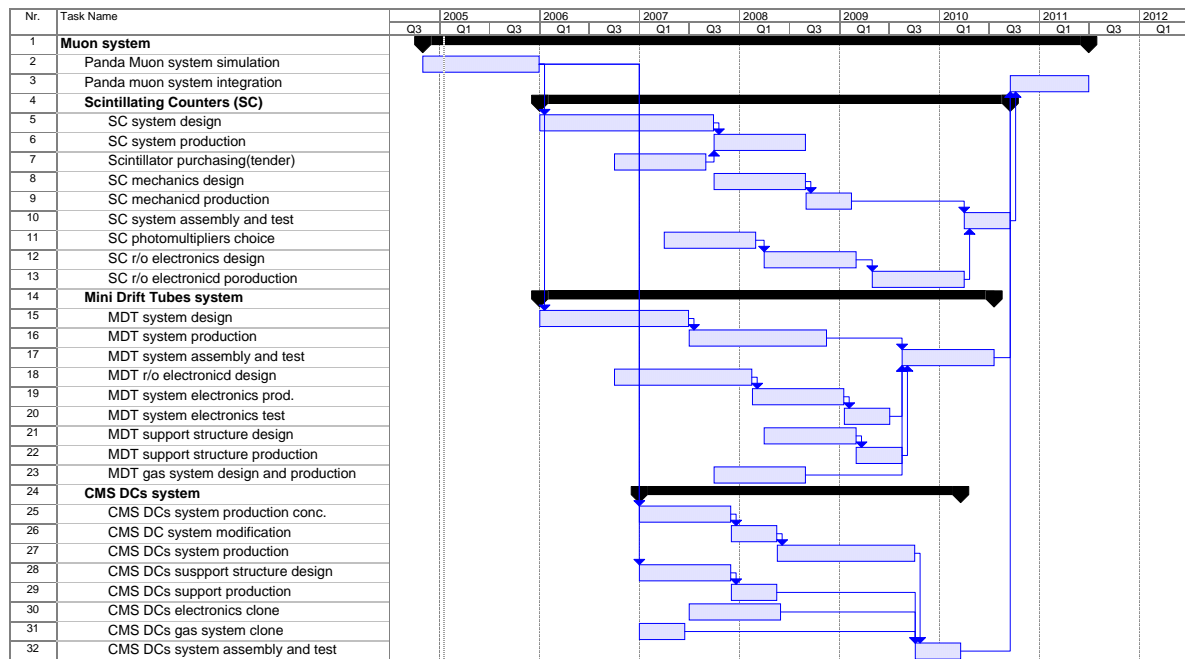 Nr. Task Name 2005 2006 2007 2008 2009 2010 2011 2012
Q3 Q1 Q3 Q1 Q3 Q1 Q3 Q1 Q3 Q1 Q3 Q1 Q3 Q1 Q3 Q1
1 Muon system
2 Panda Muon system simulation
3 Panda muon system integration
4 Scintillating Counters (SC)
5 SC system design
6 SC system production
7 Scintillator purchasing(tender)
8 SC mechanics design
9 SC mechanicd production
10 SC system assembly and test
11 SC photomultipliers choice
12 SC r/o electronics design
13 SC r/o electronicd poroduction
14 Mini Drift Tubes system
15 MDT system design
16 MDT system production
17 MDT system assembly and test
18 MDT r/o electronicd design
19 MDT system electronics prod.
20 MDT system electronics test
21 MDT support structure design
22 MDT support structure production
23 MDT gas system design and production
24 CMS DCs system
25 CMS DCs system production conc.
26 CMS DC system modification
27 CMS DCs system production
28 CMS DCs suspport structure design
29 CMS DCs support production
30 CMS DCs electronics clone
31 CMS DCs gas system clone
32 CMS DCs system assembly and test